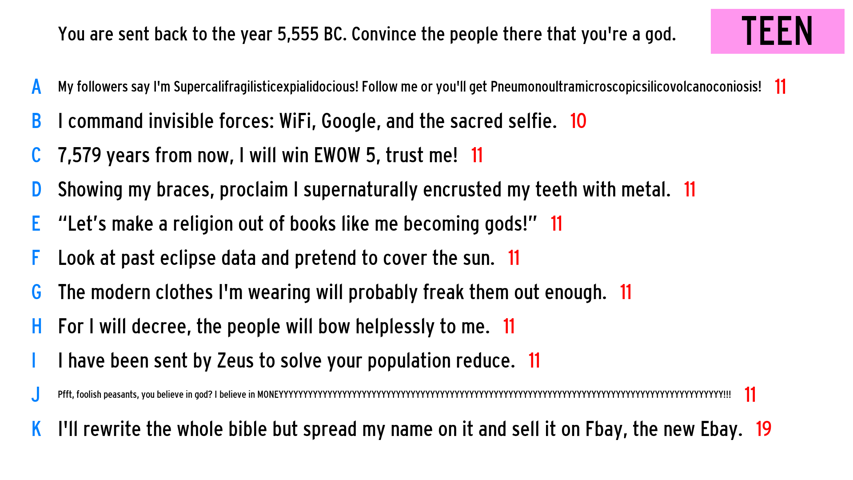 You are sent back to the year 5,555 BC. Convince the people there that you're a god.
TEEN
A My followers say I'm Supercalifragilisticexpialidocious! Follow me or you'll get Pneumonoultramicroscopicsilicovolcanoconiosis! 11
B I command invisible forces: WiFi, Google, and the sacred selfie. 10
C 7,579 years from now, I will win EWOW 5, trust me! 11
D Showing my braces, proclaim I supernaturally encrusted my teeth with metal. 11
E “Let’s make a religion out of books like me becoming gods!” 11
F Look at past eclipse data and pretend to cover the sun. 11
G The modern clothes I'm wearing will probably freak them out enough. 11
H For I will decree, the people will bow helplessly to me. 11
I I have been sent by Zeus to solve your population reduce. 11
J Pfft, foolish peasants, you believe in god? I believe in MONEYYYYYYYYYYYYYYYYYYYYYYYYYYYYYYYYYYYYYYYYYYYYYYYYYYYYYYYYYYYYYYYYYYYYYYYYYYYYYYYYYYYYYYYYYYYYY!!! 11
K I'll rewrite the whole bible but spread my name on it and sell it on Fbay, the new Ebay. 19